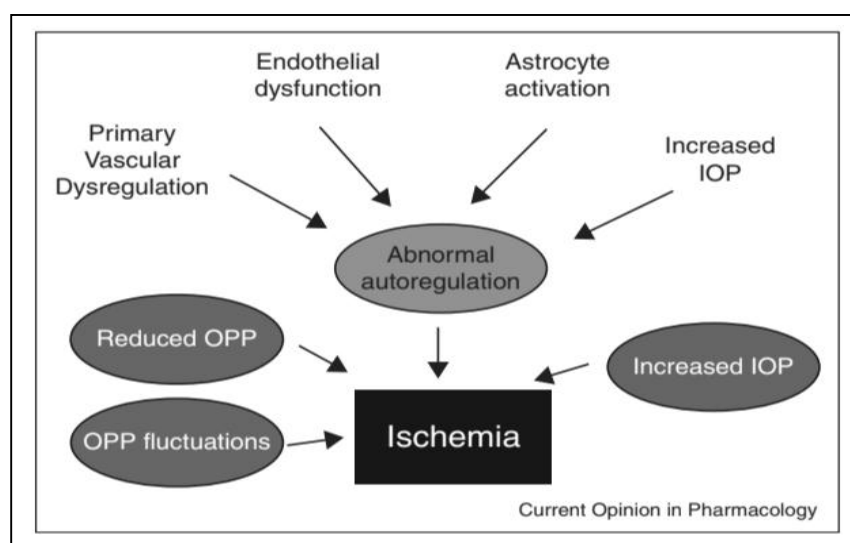 Endothelial
dysfunction
Astrocyte
activation
Primary
Vascular
Dysregulation
Increased
IOP
Abnormal
autoregulation
Reduced OPP
Increased IOP
OPP fluctuations
Ischemia
Current Opinion in Pharmacology